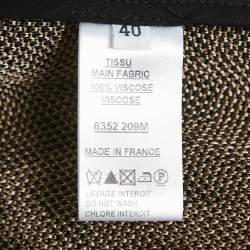 40
TISSU
MAIN FABRIC
100% VISCOSE
VISCOSE
6352 209M
MADE IN FRANCE
LAVAGE INTERDIT
DO NOT WASH
CHLORE INTERDIT